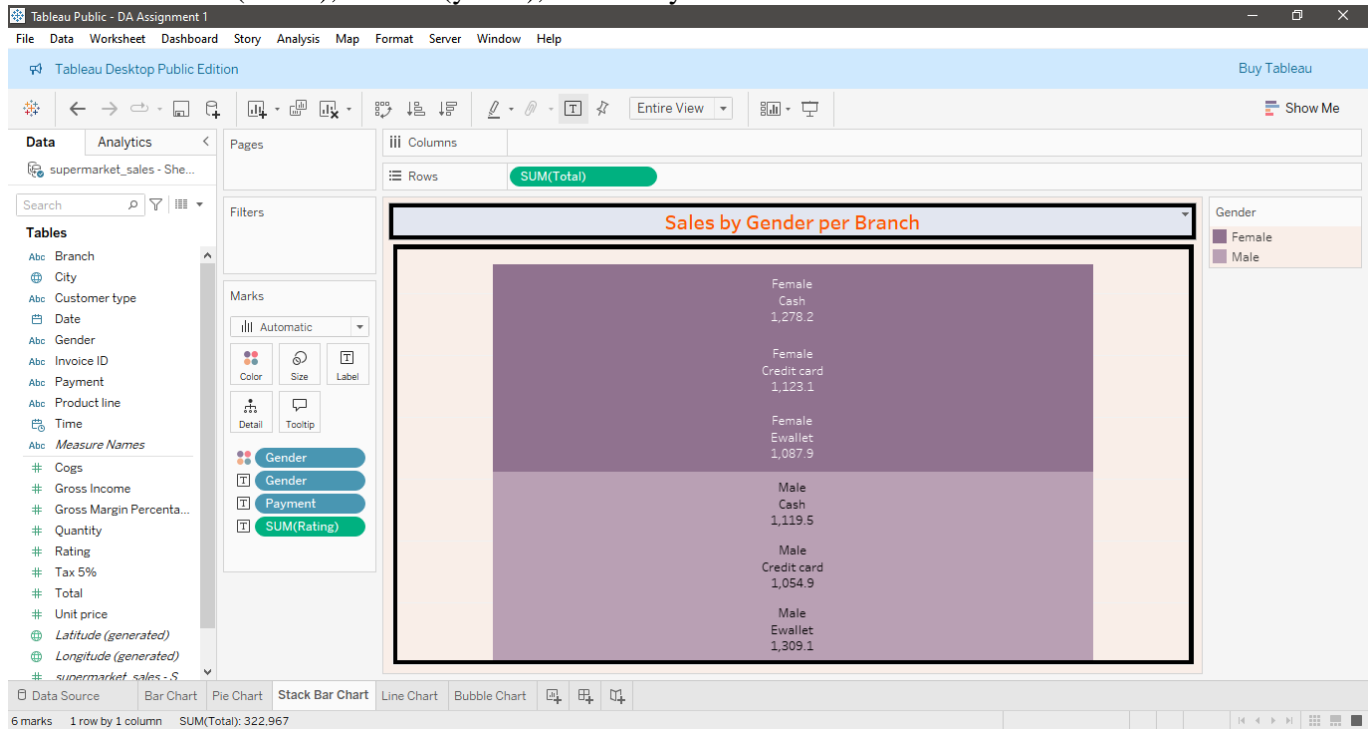 Tableau Public - DA Assignment 1
File Data Worksheet Dashboard Story Analysis Map Format Server Window Help
Tableau Desktop Public Edition
Buy Tableau
Entire View
Show Me
Data
Analytics
supermarket_sales - She...
Search
Tables
Abc Branch
City
Abc Customer type
Date
Abc Gender
Abc Invoice ID
Abc Payment
Abc Product line
Time
Abc Measure Names
# Cogs
# Gross Income
# Gross Margin Percenta...
# Quantity
# Rating
# Tax 5%
# Total
# Unit price
Latitude (generated)
Longitude (generated)
# supermarket_sales - S
Pages
Filters
Marks
Automatic
Color
Size
T
Label
Detail
Tooltip
Gender
T Gender
T Payment
T SUM(Rating)
Columns
Rows
SUM(Total)
Sales by Gender per Branch
Female
Cash
1,278.2
Female
Credit card
1,123.1
Female
Ewallet
1,087.9
Male
Cash
1,119.5
Male
Credit card
1,054.9
Male
Ewallet
1,309.1
Gender
Female
Male
Data Source
Bar Chart
Pie Chart
Stack Bar Chart
Line Chart
Bubble Chart
6 marks 1 row by 1 column SUM(Total): 322,967